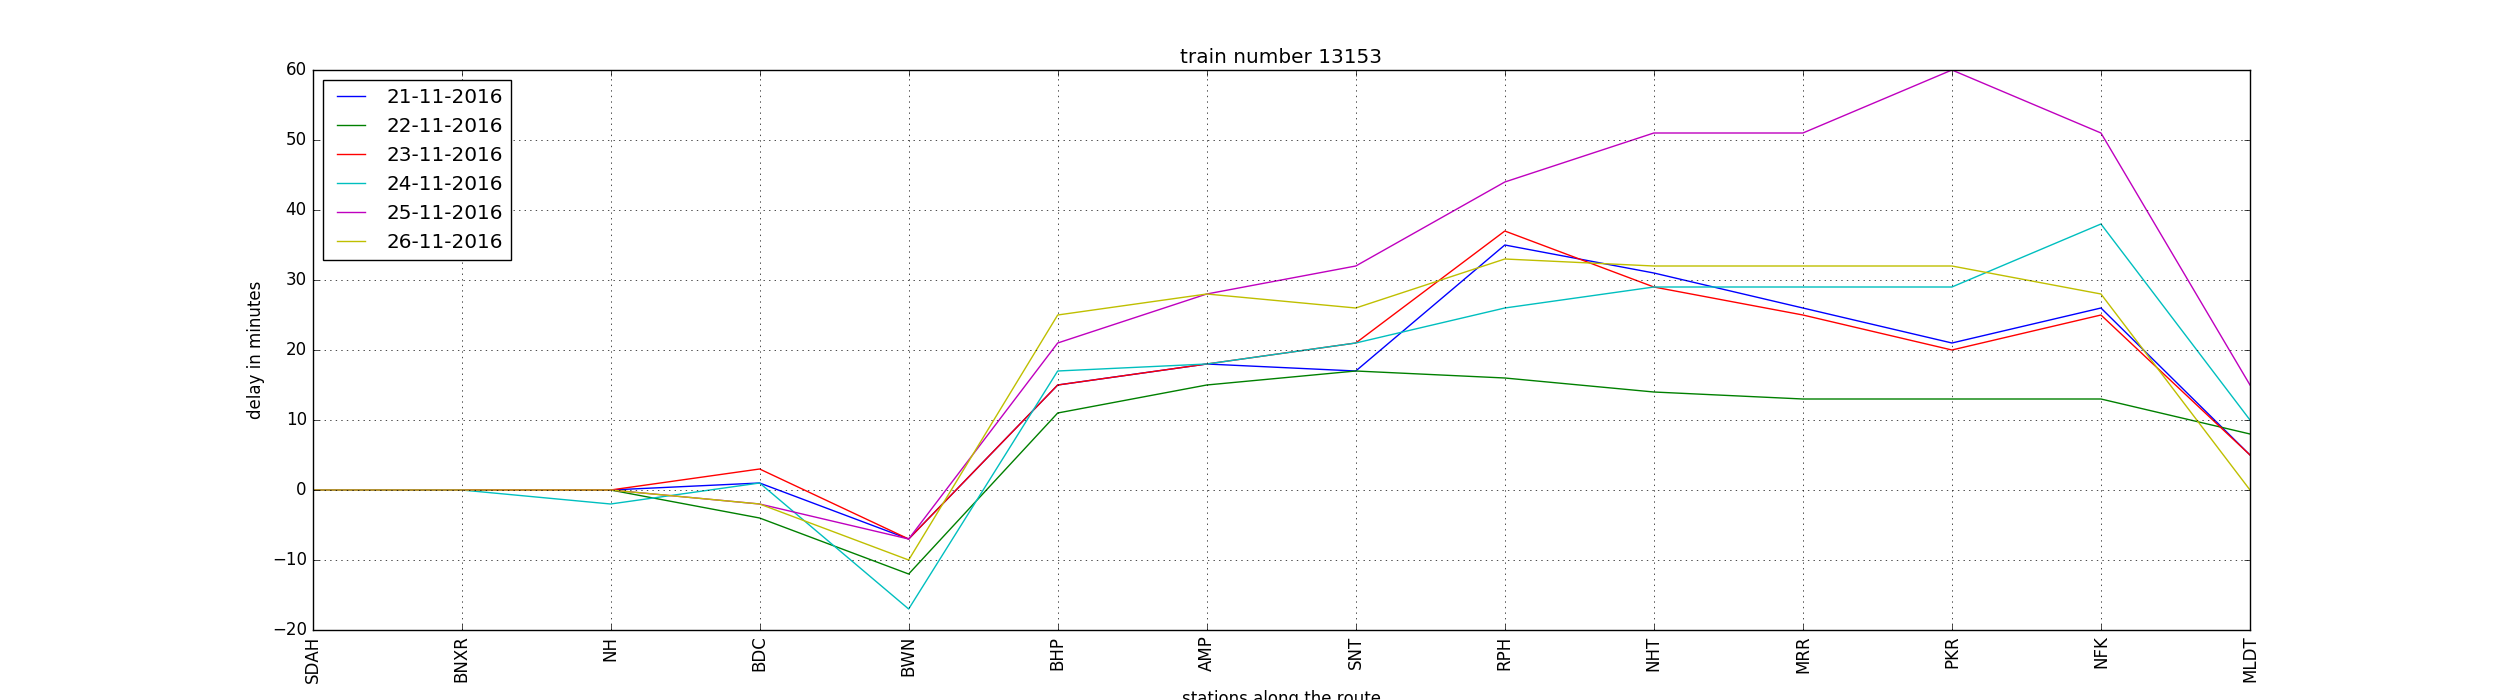 train number 13153
60
50
40
30
20
10
0
−10
−20
delay in minutes
21-11-2016
22-11-2016
23-11-2016
24-11-2016
25-11-2016
26-11-2016
SDAH
BNXR
NH
BDC
BWN
BHP
AMP
SNT
RPH
NHT
MRR
PKR
NFK
MLDT
stations along the route